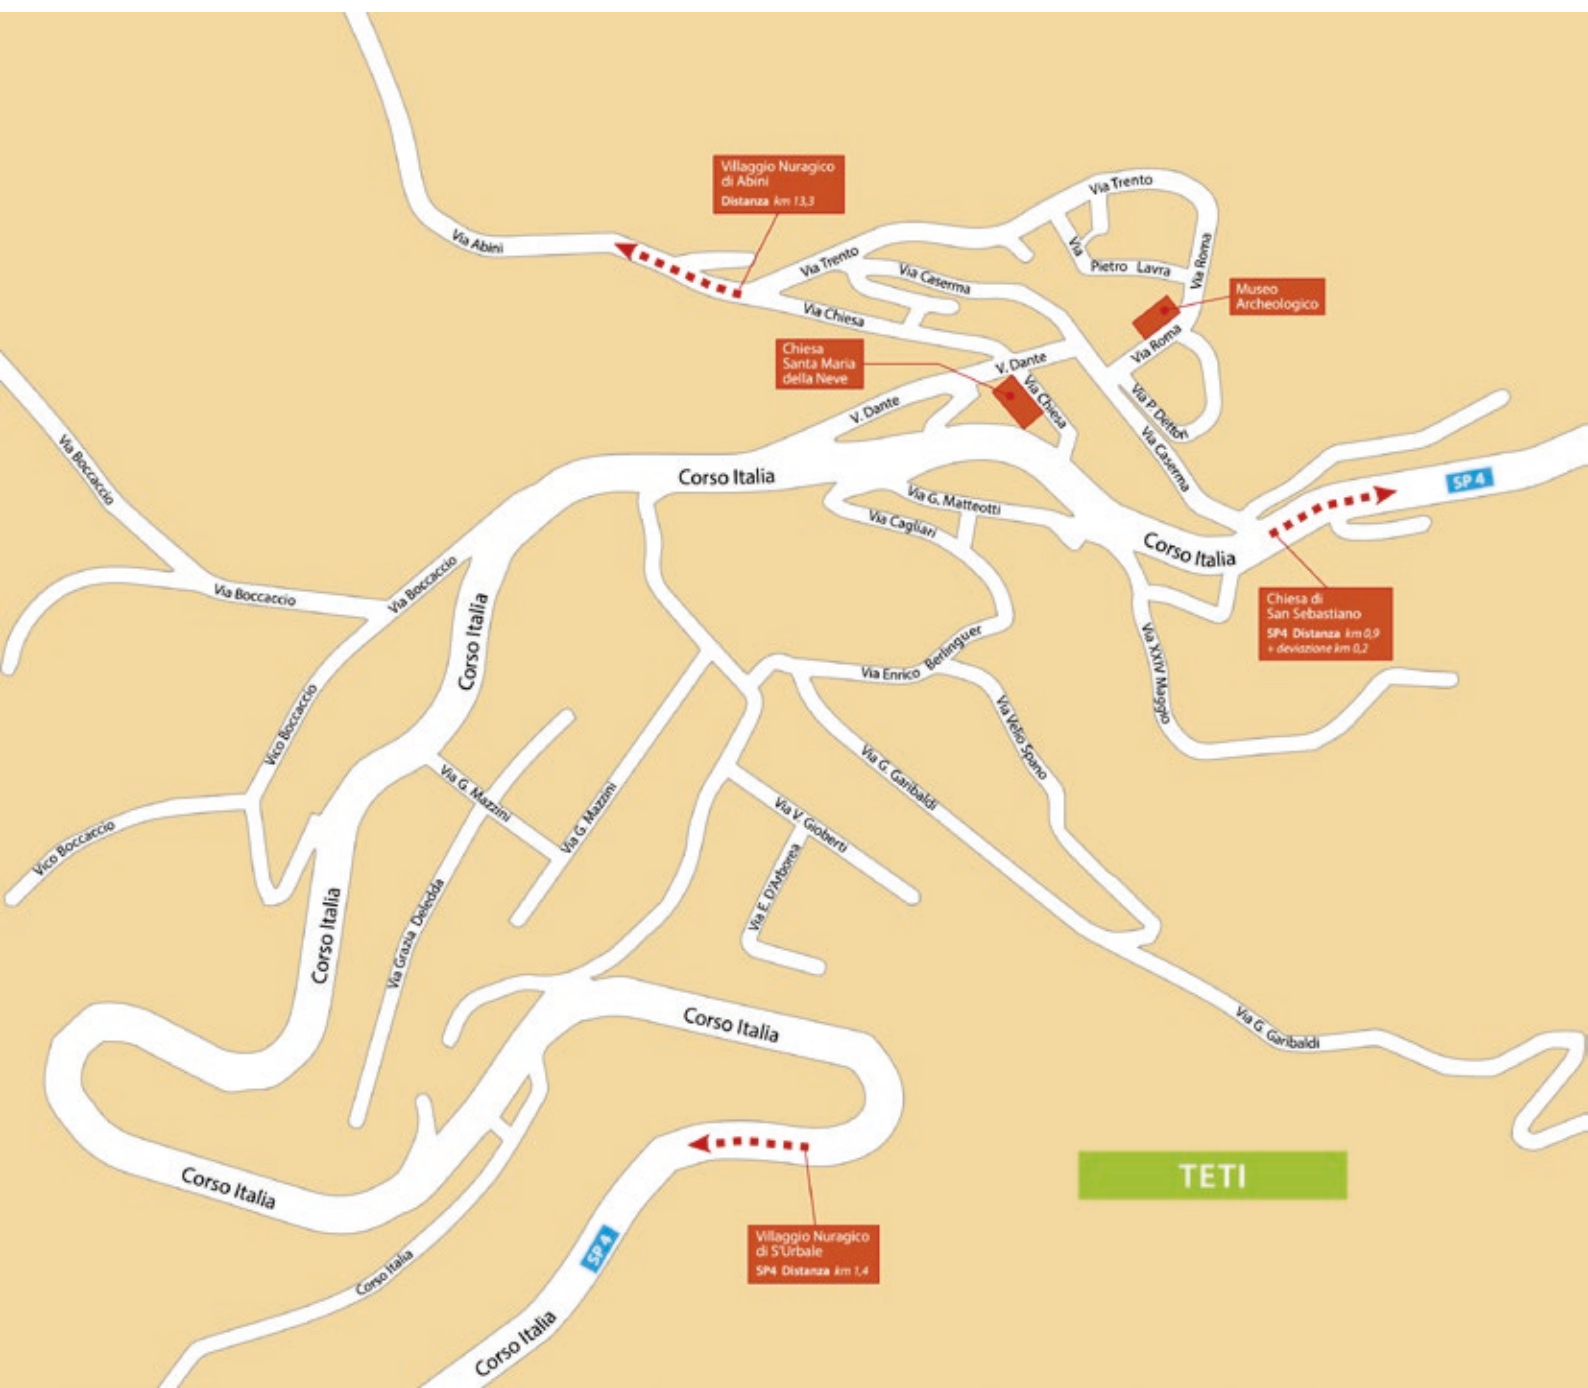 Via Trento
Villaggio Nuragico
di Abini
Distanza km 13,3
Via Abini
Via Trento
Via Roma
Via
Pietro Lavra
Via Caserma
Museo
Archeologico
Via Chiesa
Via Roma
Chiesa
Santa Maria
della Neve
V. Dante
Via Chiesa
V. Dante
Via P. Dettori
Via Caserma
Via Boccaccio
Corso Italia
SP 4
Via G. Matteotti
Via Cagliari
Corso Italia
Via Boccaccio
Via Boccaccio
Corso Italia
Chiesa di
San Sebastiano
SP4 Distanza km 0,9
+ deviazione km 0,2
Via Enrico Berlinguer
Via XXIV Maggio
Vico Boccaccio
Via Velio Spano
Via G. Mazzini
Via G. Mazzini
Via G. Garibaldi
Via V. Gioberti
Vico Boccaccio
Via E. D'Arborea
Corso Italia
Via Grazia Deledda
Corso Italia
Via G. Garibaldi
TETI
Corso Italia
SP 4
Villaggio Nuragico
di S'Urbale
SP4 Distanza km 1,4
Corso Italia
Corso Italia